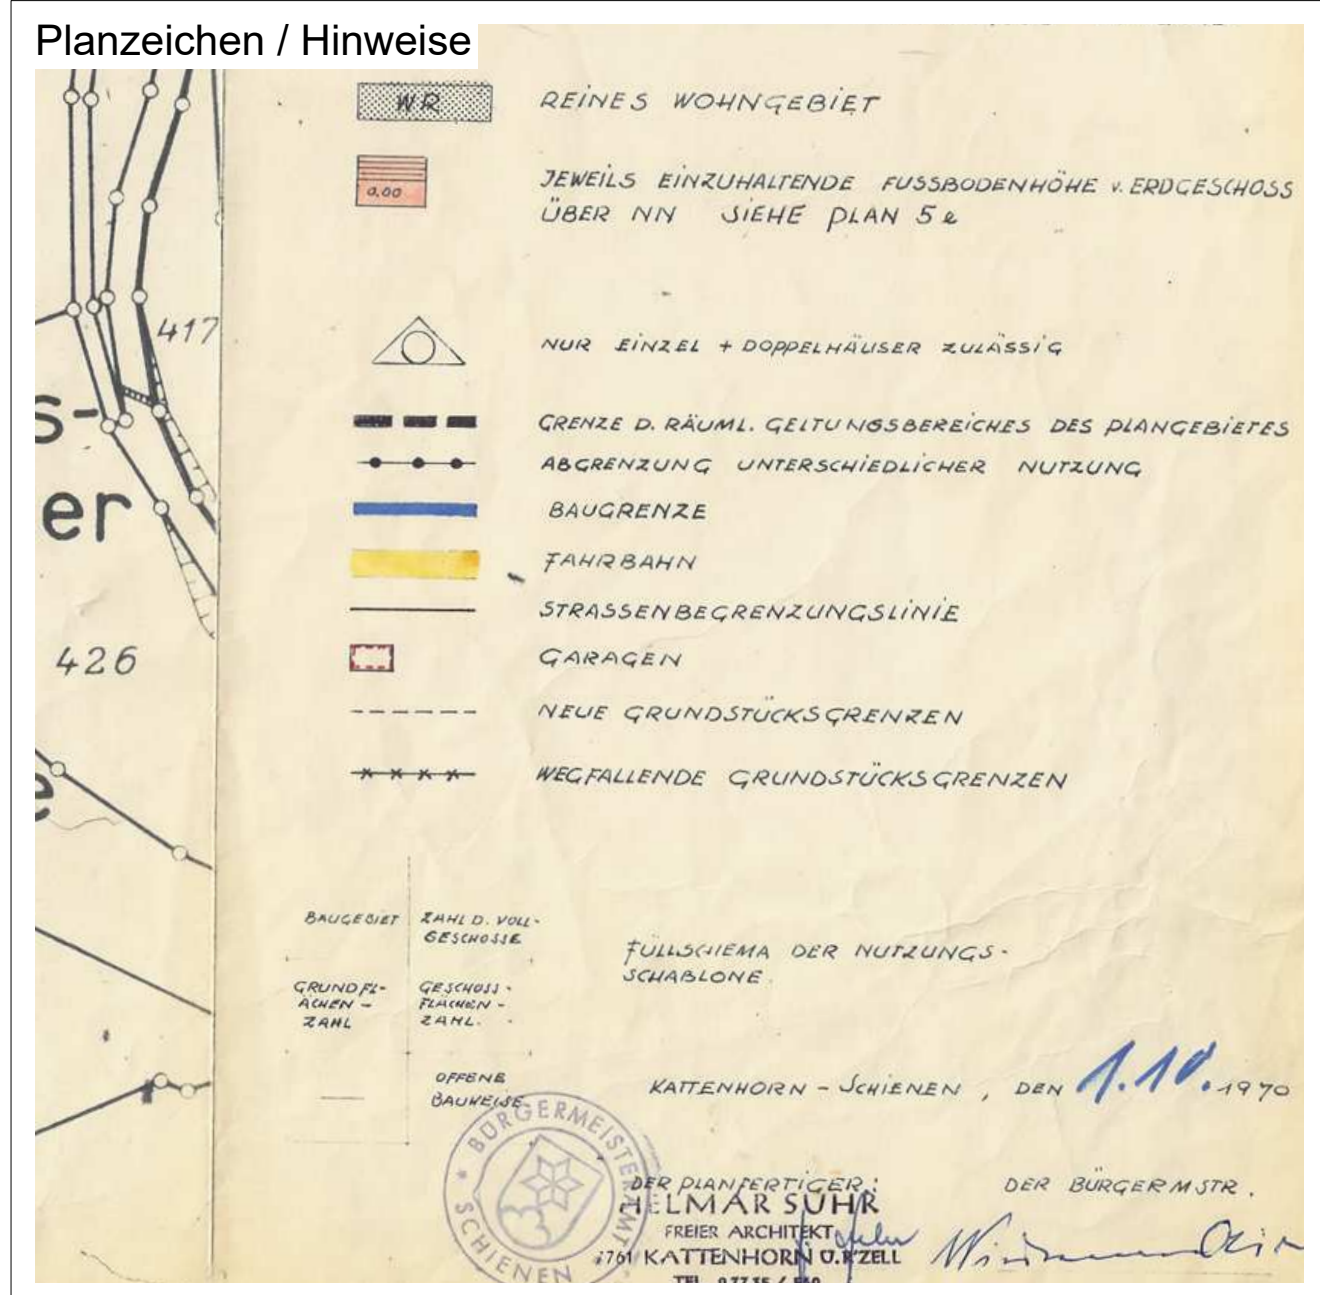 Planzeichen / Hinweise
WR
REINES WOHNGEBIET
0.00
JEWEILS EINZUHALTENDE FUSSBODENHÖHE v. ERDGESCHOSS
ÜBER NN SIEHE PLAN 5e
417
NUR EINZEL + DOPPELHÄUSER ZULÄSSIG
s-
GRENZE D. RÄUML. GELTUNGSBEREICHES DES PLANGEBIETES
ABGRENZUNG UNTERSCHIEDLICHER NUTZUNG
er
BAUGRENZE
FAHRBAHN
STRASSENBEGRENZUNGSLINIE
426
GARAGEN
NEUE GRUNDSTÜCKSGRENZEN
WEGFALLENDE GRUNDSTÜCKSGRENZEN
e
BAUGEBIET
ZAHL D. VOLL-
GESCHOSSE
FÜLLSCHEMA DER NUTZUNGS-
SCHABLONE.
GRUNDFL-
ÄCHEN-
ZAHL
GESCHOSS-
FLÄCHEN-
ZAHL.
OFFENE
BAUWEISE
KATTENHORN - SCHIENEN, DEN 1.10.1970
BÜRGERMEISTERAMT
SCHIENEN
DER PLANFERTIGER:
DER BÜRGERMSTR.
HELMAR SUHR
FREIER ARCHITEKT
7761 KATTENHORN Ü.R'ZELL